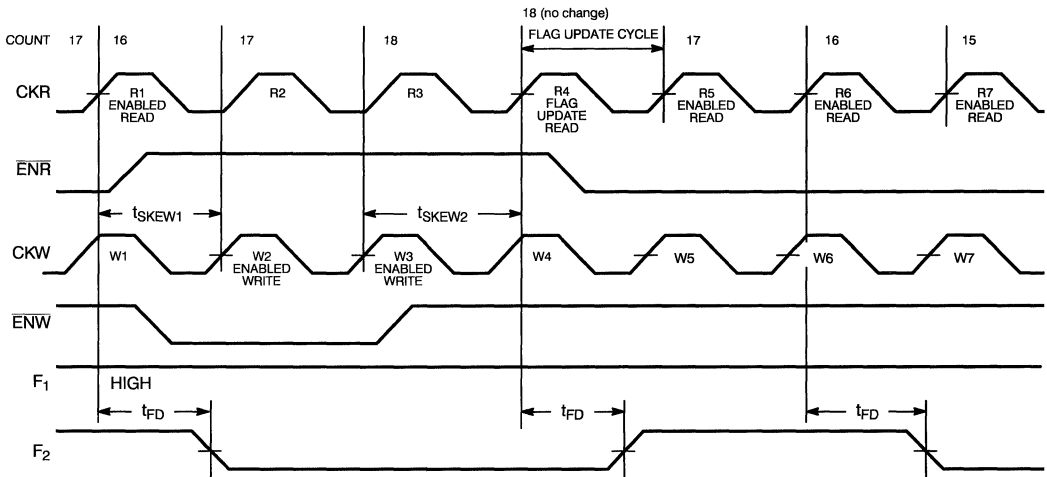 18 (no change)
COUNT 17 16 17 18 FLAG UPDATE CYCLE 17 16 15
CKR
R1
ENABLED
READ
R2
R3
R4
FLAG
UPDATE
READ
R5
ENABLED
READ
R6
ENABLED
READ
R7
ENABLED
READ
ENR
tSKEW1
tSKEW2
CKW
W1
W2
ENABLED
WRITE
W3
ENABLED
WRITE
W4
W5
W6
W7
ENW
F1
HIGH
tFD
tFD
tFD
F2